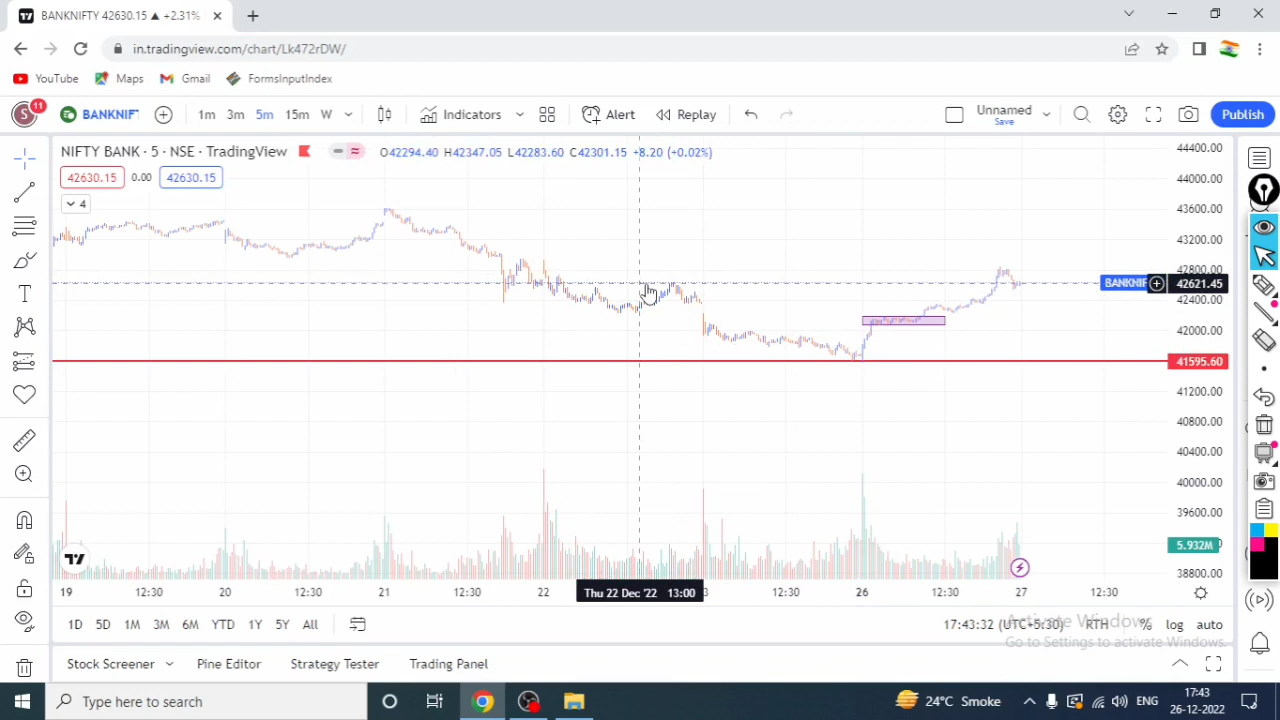 BANKNIFTY 42630.15 ▲ +2.31%
in.tradingview.com/chart/Lk472rDW/
YouTube Maps Gmail FormsInputIndex
S 11 BANKNIFT 1m 3m 5m 15m W Indicators Alert Replay Unnamed Save Publish
NIFTY BANK · 5 · NSE · TradingView O42294.40 H42347.05 L42283.60 C42301.15 +8.20 (+0.02%)
42630.15 0.00 42630.15
4
44400.00
44000.00
43600.00
43200.00
42800.00
BANKNIF 42621.45
42400.00
42000.00
41595.60
41200.00
40800.00
40400.00
40000.00
39600.00
5.932M
38800.00
19 12:30 20 12:30 21 12:30 22 Thu 22 Dec '22 13:00 12:30 26 12:30 27 12:30
1D 5D 1M 3M 6M YTD 1Y 5Y All 17:43:32 (UTC+5:30) RTH % log auto
Activate Windows
Go to Settings to activate Windows.
Stock Screener Pine Editor Strategy Tester Trading Panel
Type here to search 24°C Smoke ENG 17:43
26-12-2022